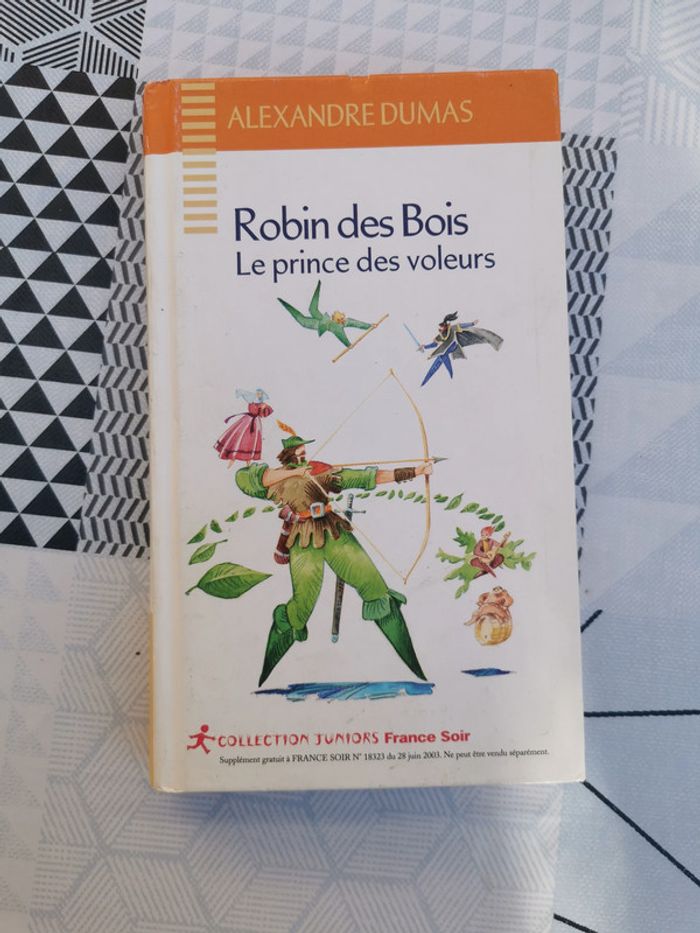 ALEXANDRE DUMAS
Robin des Bois
Le prince des voleurs
COLLECTION JUNIORS France Soir
Supplément gratuit à FRANCE SOIR N° 18323 du 28 juin 2003. Ne peut être vendu séparément.